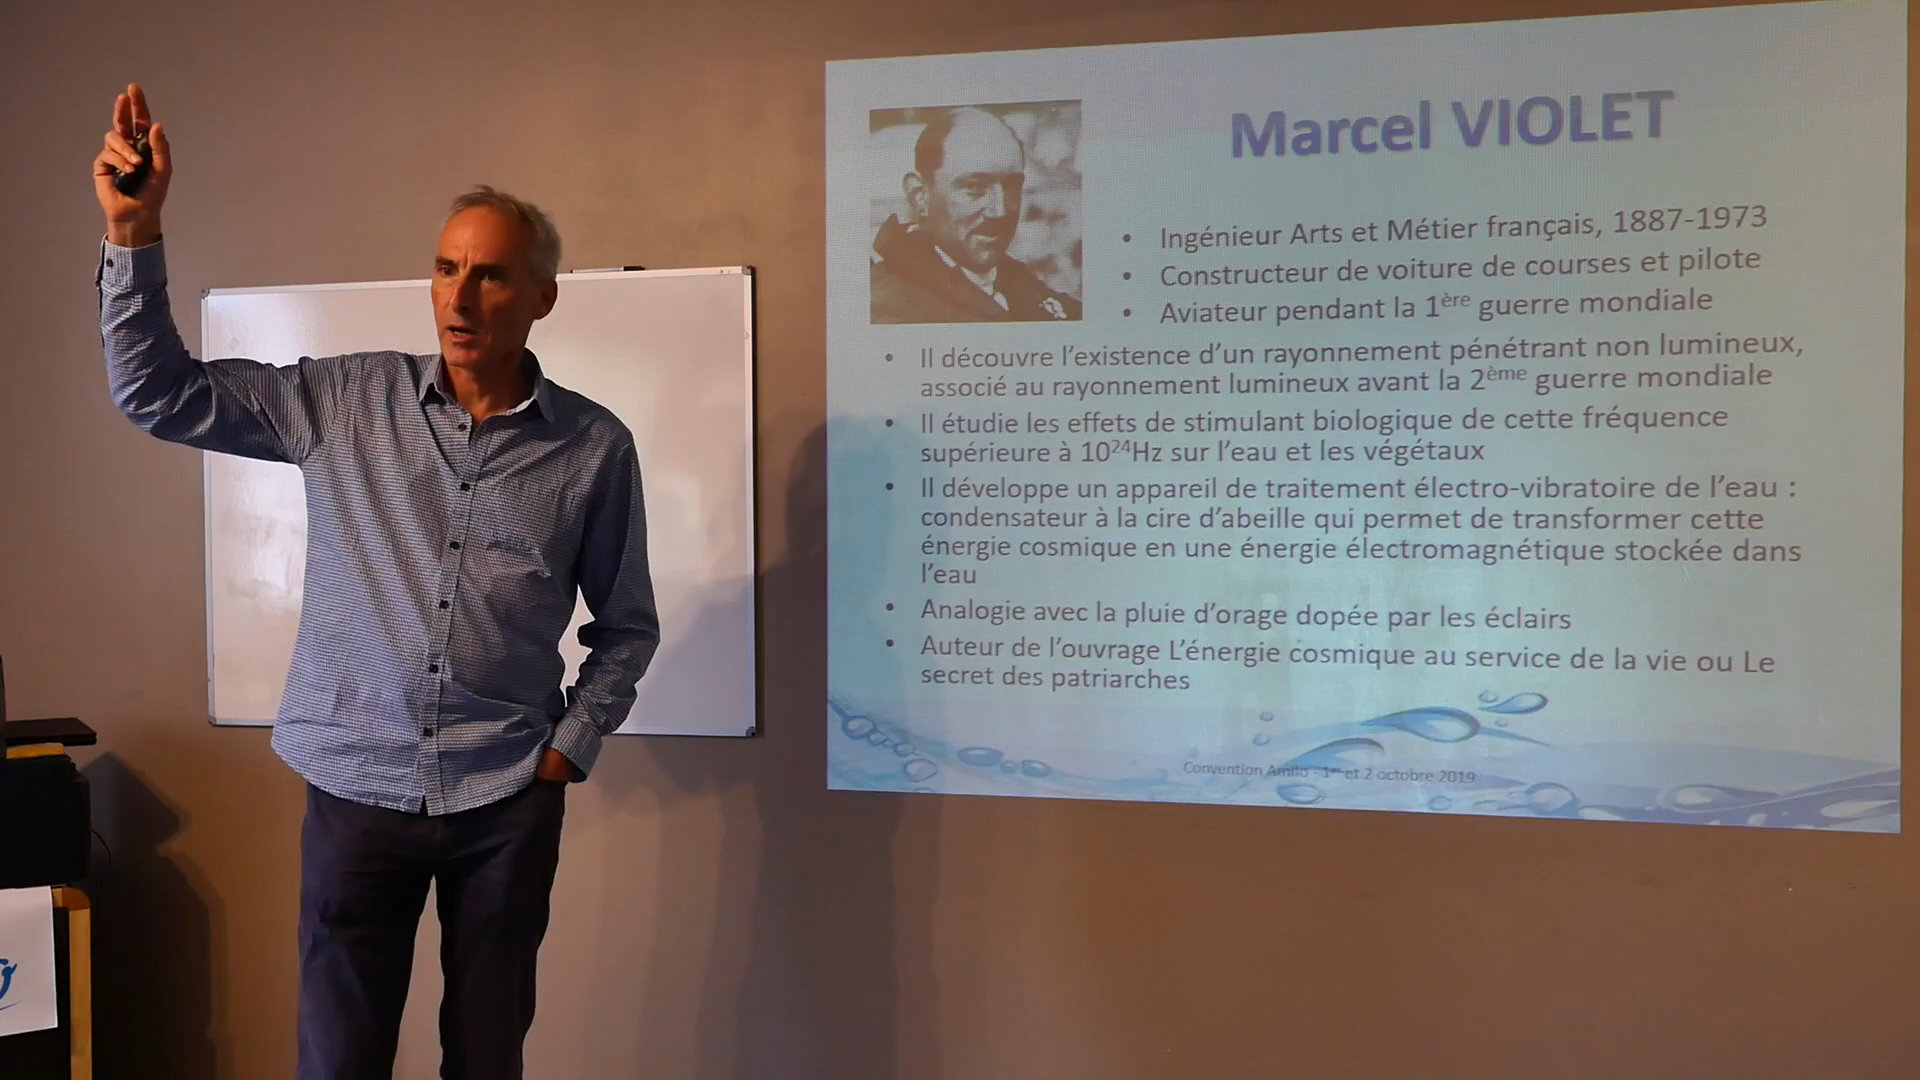 Marcel VIOLET
• Ingénieur Arts et Métier français, 1887-1973
• Constructeur de voiture de courses et pilote
• Aviateur pendant la 1ère guerre mondiale
• Il découvre l'existence d'un rayonnement pénétrant non lumineux,
associé au rayonnement lumineux avant la 2ème guerre mondiale
• Il étudie les effets de stimulant biologique de cette fréquence
supérieure à 10²⁴Hz sur l'eau et les végétaux
• Il développe un appareil de traitement électro-vibratoire de l'eau :
condensateur à la cire d'abeille qui permet de transformer cette
énergie cosmique en une énergie électromagnétique stockée dans
l'eau
• Analogie avec la pluie d'orage dopée par les éclairs
• Auteur de l'ouvrage L'énergie cosmique au service de la vie ou Le
secret des patriarches
Convention Amilo - 1er et 2 octobre 2019